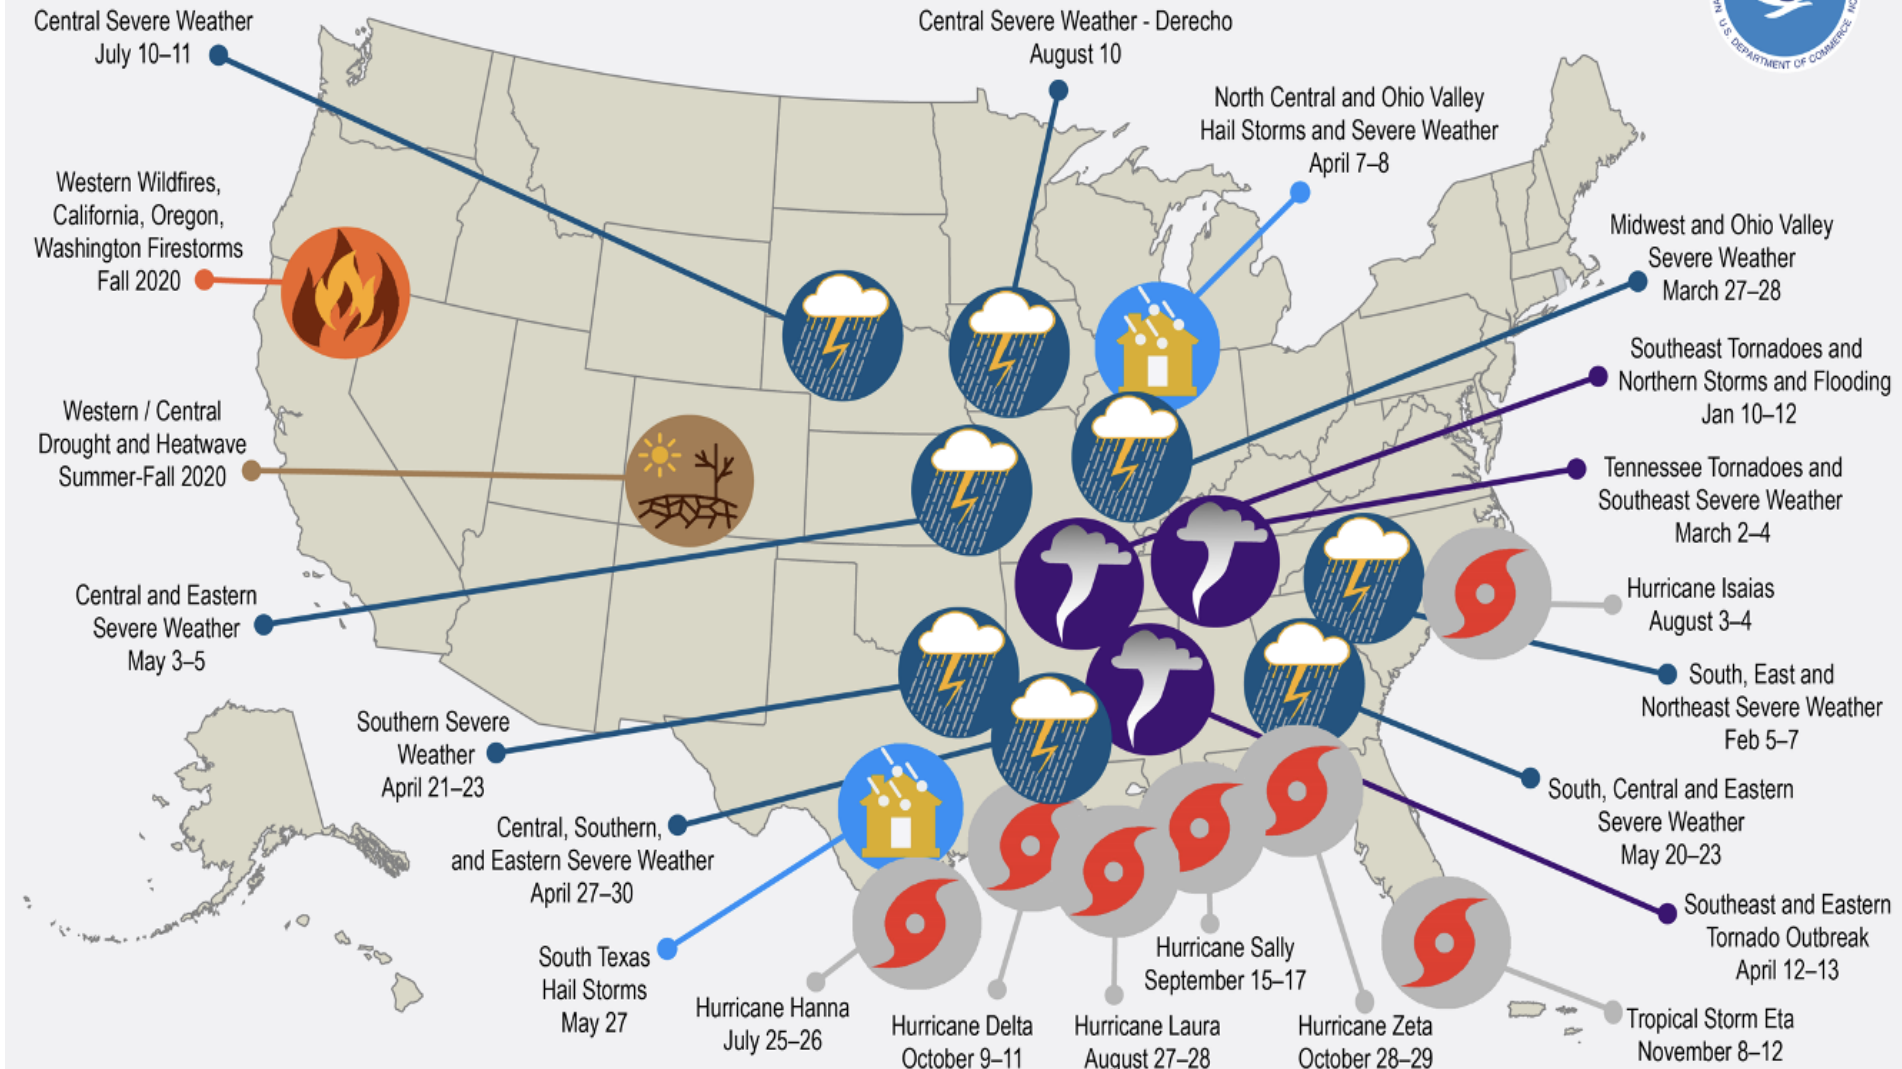 Central Severe Weather
July 10–11
Central Severe Weather - Derecho
August 10
U.S. DEPARTMENT OF COMMERCE
North Central and Ohio Valley
Hail Storms and Severe Weather
April 7–8
Western Wildfires,
California, Oregon,
Washington Firestorms
Fall 2020
Midwest and Ohio Valley
Severe Weather
March 27–28
Southeast Tornadoes and
Northern Storms and Flooding
Jan 10–12
Western / Central
Drought and Heatwave
Summer-Fall 2020
Tennessee Tornadoes and
Southeast Severe Weather
March 2–4
Hurricane Isaias
August 3–4
Central and Eastern
Severe Weather
May 3–5
South, East and
Northeast Severe Weather
Feb 5–7
Southern Severe
Weather
April 21–23
South, Central and Eastern
Severe Weather
May 20–23
Central, Southern,
and Eastern Severe Weather
April 27–30
Southeast and Eastern
Tornado Outbreak
April 12–13
South Texas
Hail Storms
May 27
Hurricane Hanna
July 25–26
Hurricane Delta
October 9–11
Hurricane Laura
August 27–28
Hurricane Sally
September 15–17
Hurricane Zeta
October 28–29
Tropical Storm Eta
November 8–12